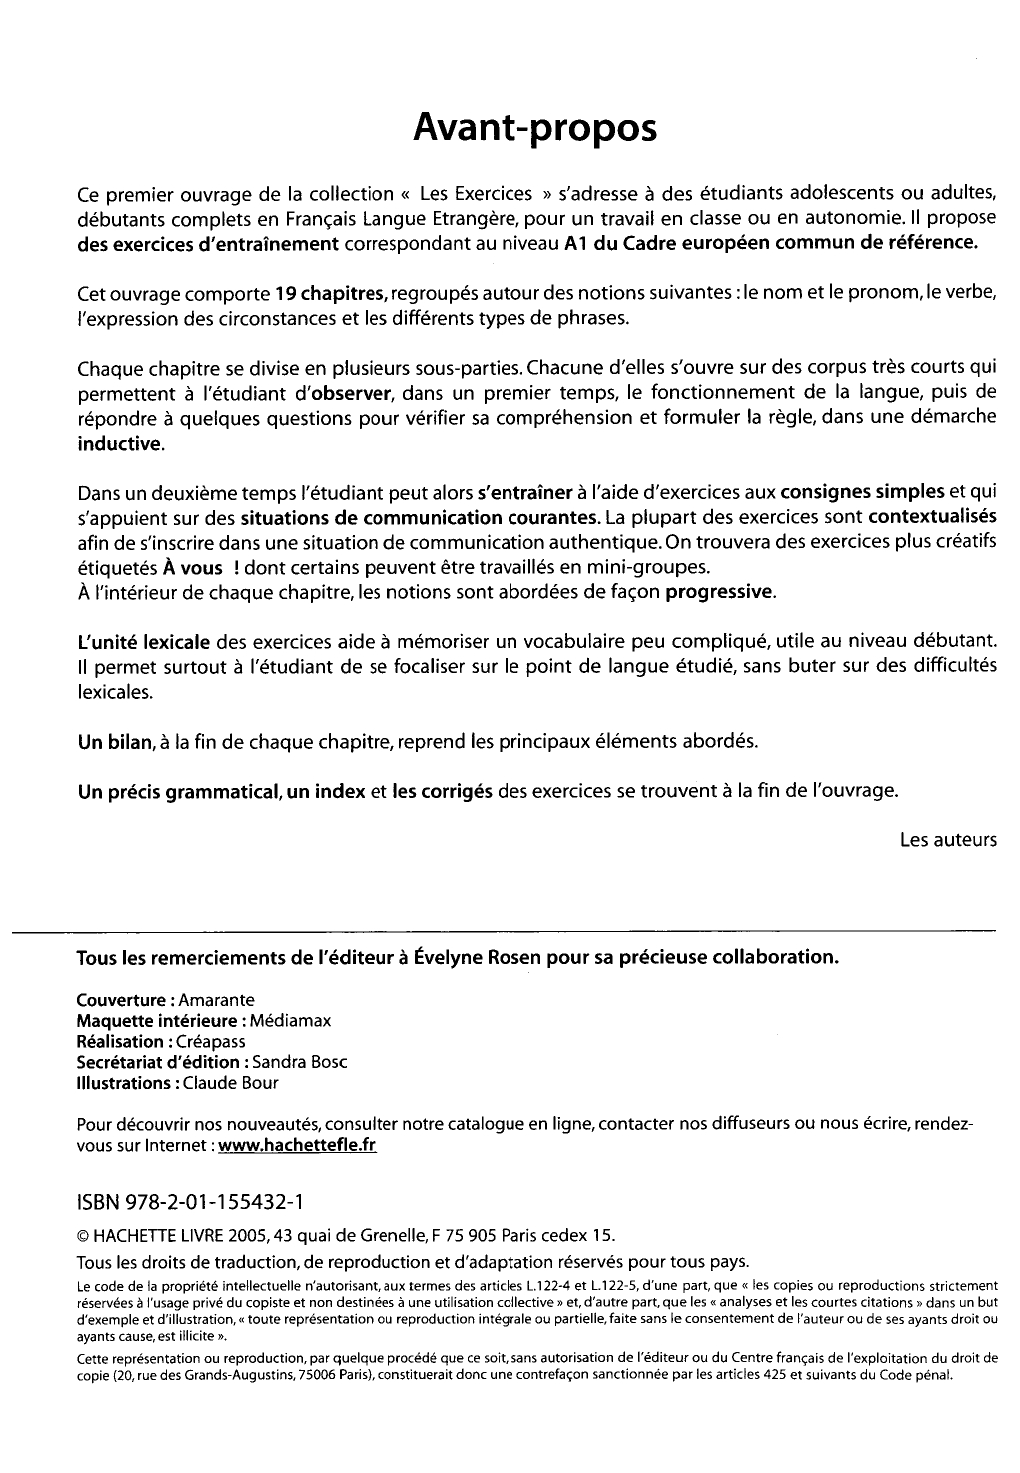 Avant-propos
Ce premier ouvrage de la collection « Les Exercices » s'adresse à des étudiants adolescents ou adultes,
débutants complets en Français Langue Etrangère, pour un travail en classe ou en autonomie. Il propose
des exercices d'entraînement correspondant au niveau A1 du Cadre européen commun de référence.
Cet ouvrage comporte 19 chapitres, regroupés autour des notions suivantes : le nom et le pronom, le verbe,
l'expression des circonstances et les différents types de phrases.
Chaque chapitre se divise en plusieurs sous-parties. Chacune d'elles s'ouvre sur des corpus très courts qui
permettent à l'étudiant d'observer, dans un premier temps, le fonctionnement de la langue, puis de
répondre à quelques questions pour vérifier sa compréhension et formuler la règle, dans une démarche
inductive.
Dans un deuxième temps l'étudiant peut alors s'entraîner à l'aide d'exercices aux consignes simples et qui
s'appuient sur des situations de communication courantes. La plupart des exercices sont contextualisés
afin de s'inscrire dans une situation de communication authentique. On trouvera des exercices plus créatifs
étiquetés À vous ! dont certains peuvent être travaillés en mini-groupes.
À l'intérieur de chaque chapitre, les notions sont abordées de façon progressive.
L'unité lexicale des exercices aide à mémoriser un vocabulaire peu compliqué, utile au niveau débutant.
Il permet surtout à l'étudiant de se focaliser sur le point de langue étudié, sans buter sur des difficultés
lexicales.
Un bilan, à la fin de chaque chapitre, reprend les principaux éléments abordés.
Un précis grammatical, un index et les corrigés des exercices se trouvent à la fin de l'ouvrage.
Les auteurs
Tous les remerciements de l'éditeur à Évelyne Rosen pour sa précieuse collaboration.
Couverture : Amarante
Maquette intérieure : Médiamax
Réalisation : Créapass
Secrétariat d'édition : Sandra Bosc
Illustrations : Claude Bour
Pour découvrir nos nouveautés, consulter notre catalogue en ligne, contacter nos diffuseurs ou nous écrire, rendez-
vous sur Internet : www.hachettefle.fr
ISBN 978-2-01-155432-1
© HACHETTE LIVRE 2005, 43 quai de Grenelle, F 75 905 Paris cedex 15.
Tous les droits de traduction, de reproduction et d'adaptation réservés pour tous pays.
Le code de la propriété intellectuelle n'autorisant, aux termes des articles L.122-4 et L.122-5, d'une part, que « les copies ou reproductions strictement
réservées à l'usage privé du copiste et non destinées à une utilisation collective » et, d'autre part, que les « analyses et les courtes citations » dans un but
d'exemple et d'illustration, « toute représentation ou reproduction intégrale ou partielle, faite sans le consentement de l'auteur ou de ses ayants droit ou
ayants cause, est illicite ».
Cette représentation ou reproduction, par quelque procédé que ce soit, sans autorisation de l'éditeur ou du Centre français de l'exploitation du droit de
copie (20, rue des Grands-Augustins, 75006 Paris), constituerait donc une contrefaçon sanctionnée par les articles 425 et suivants du Code pénal.